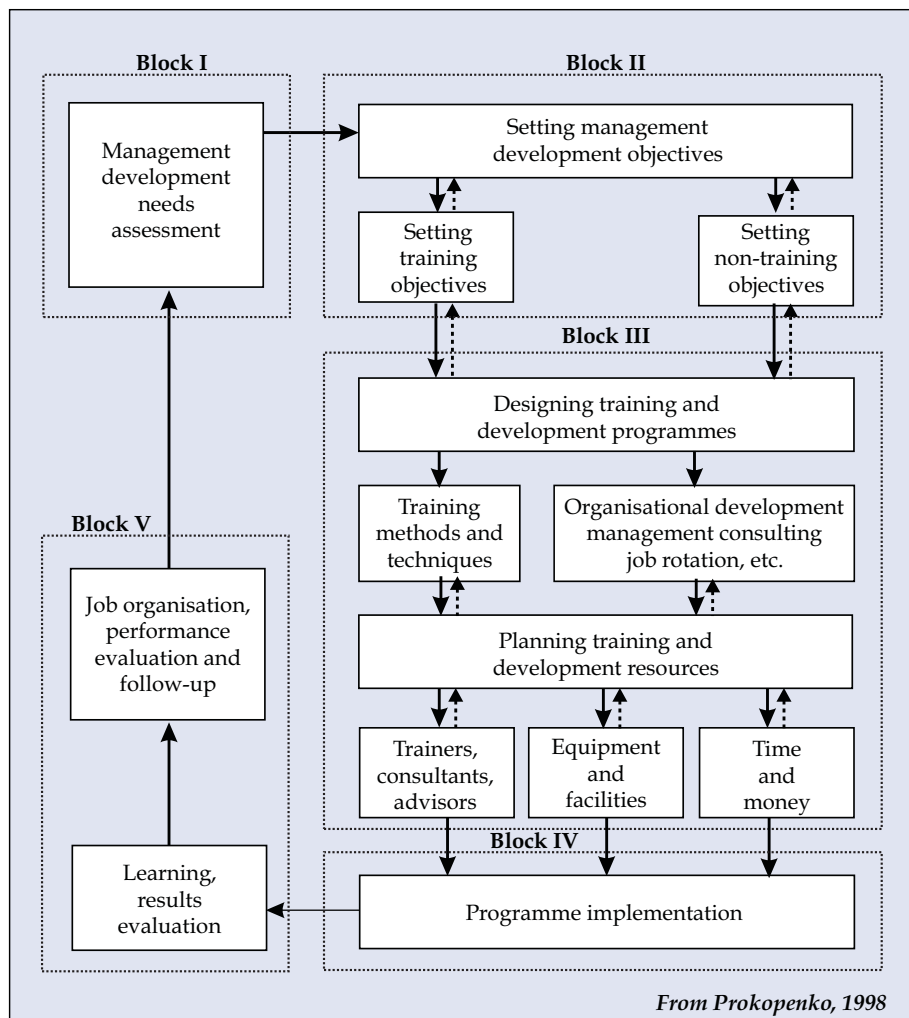 Block I
Management
development
needs
assessment
Block II
Setting management
development objectives
Setting
training
objectives
Setting
non-training
objectives
Block III
Designing training and
development programmes
Training
methods and
techniques
Organisational development
management consulting
job rotation, etc.
Planning training and
development resources
Trainers,
consultants,
advisors
Equipment
and
facilities
Time
and
money
Block IV
Programme implementation
Block V
Job organisation,
performance
evaluation and
follow-up
Learning,
results
evaluation
From Prokopenko, 1998